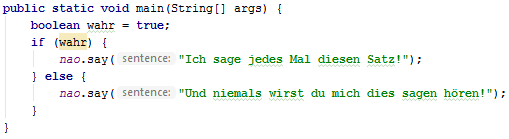 public static void main(String[] args) {
    boolean wahr = true;
    if (wahr) {
        nao.say( sentence: "Ich sage jedes Mal diesen Satz!");
    } else {
        nao.say( sentence: "Und niemals wirst du mich dies sagen hören!");
    }
}